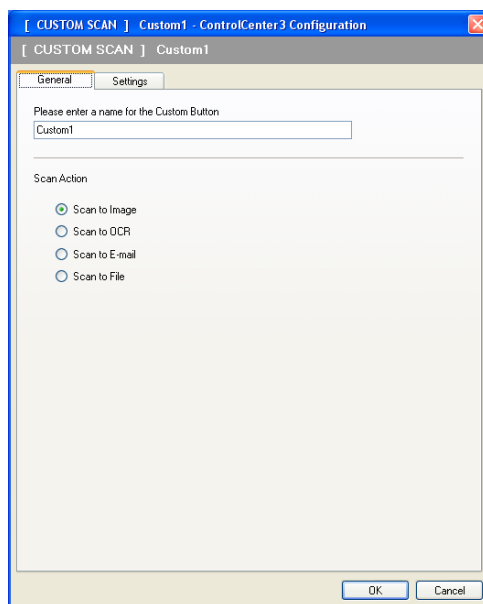 [ CUSTOM SCAN ] Custom1 - ControlCenter3 Configuration
[ CUSTOM SCAN ] Custom1
General Settings
Please enter a name for the Custom Button
Custom1
Scan Action
Scan to Image
Scan to OCR
Scan to E-mail
Scan to File
OK Cancel